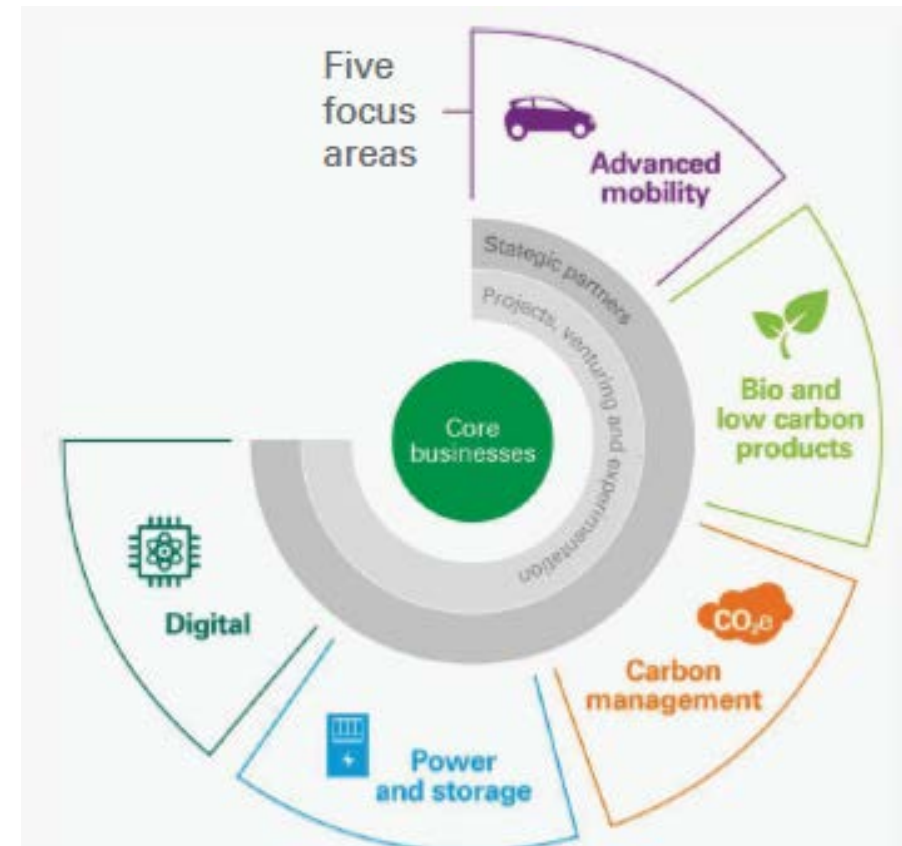 Five
focus
areas
Advanced
mobility
Stategic partners
Projects, venturing and experimentation
Core
businesses
Bio and
low carbon
products
CO₂e
Carbon
management
Power
and storage
Digital